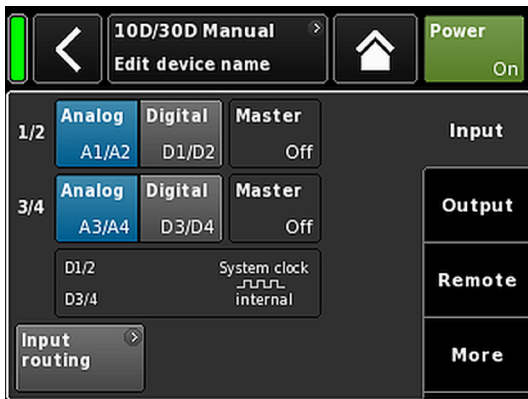 10D/30D Manual
Edit device name
Power
On
1/2
Analog
A1/A2
Digital
D1/D2
Master
Off
Input
3/4
Analog
A3/A4
Digital
D3/D4
Master
Off
Output
D1/2
System clock
D3/4
internal
Remote
Input
routing
More